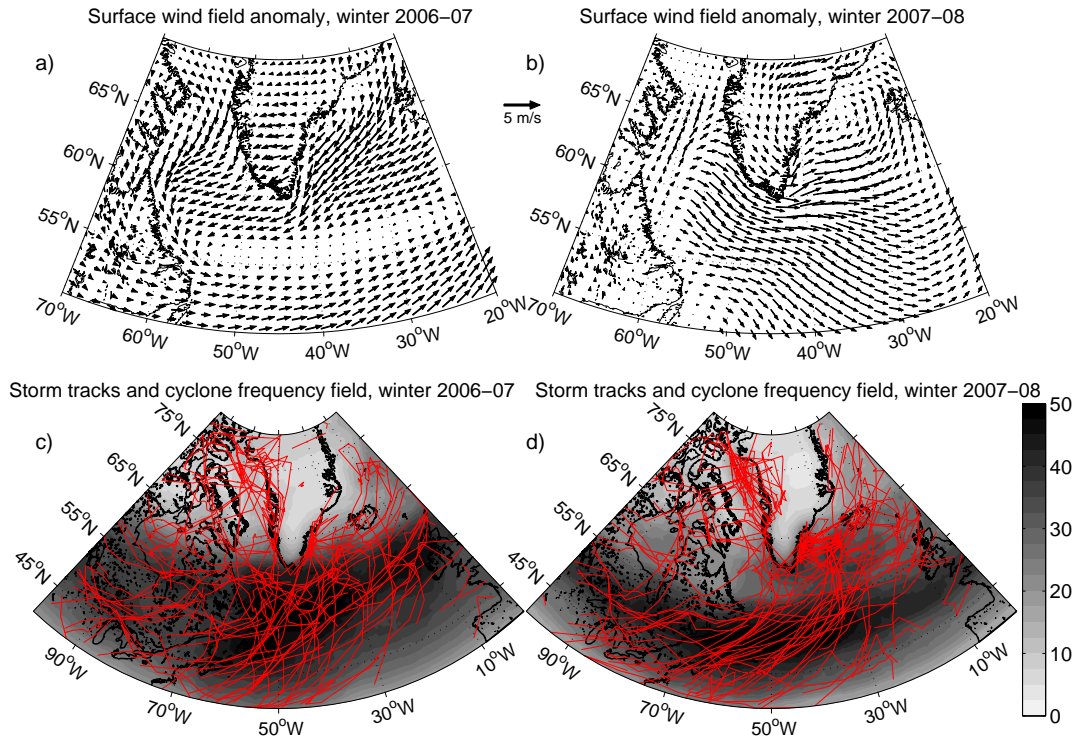 Surface wind field anomaly, winter 2006−07
Surface wind field anomaly, winter 2007−08
a)
b)
5 m/s
65°N
60°N
55°N
70°W
60°W
50°W
40°W
30°W
20°W
65°N
60°N
55°N
70°W
60°W
50°W
40°W
30°W
20°W
Storm tracks and cyclone frequency field, winter 2006−07
Storm tracks and cyclone frequency field, winter 2007−08
c)
d)
75°N
65°N
55°N
45°N
90°W
70°W
50°W
30°W
10°W
75°N
65°N
55°N
45°N
90°W
70°W
50°W
30°W
10°W
50
40
30
20
10
0